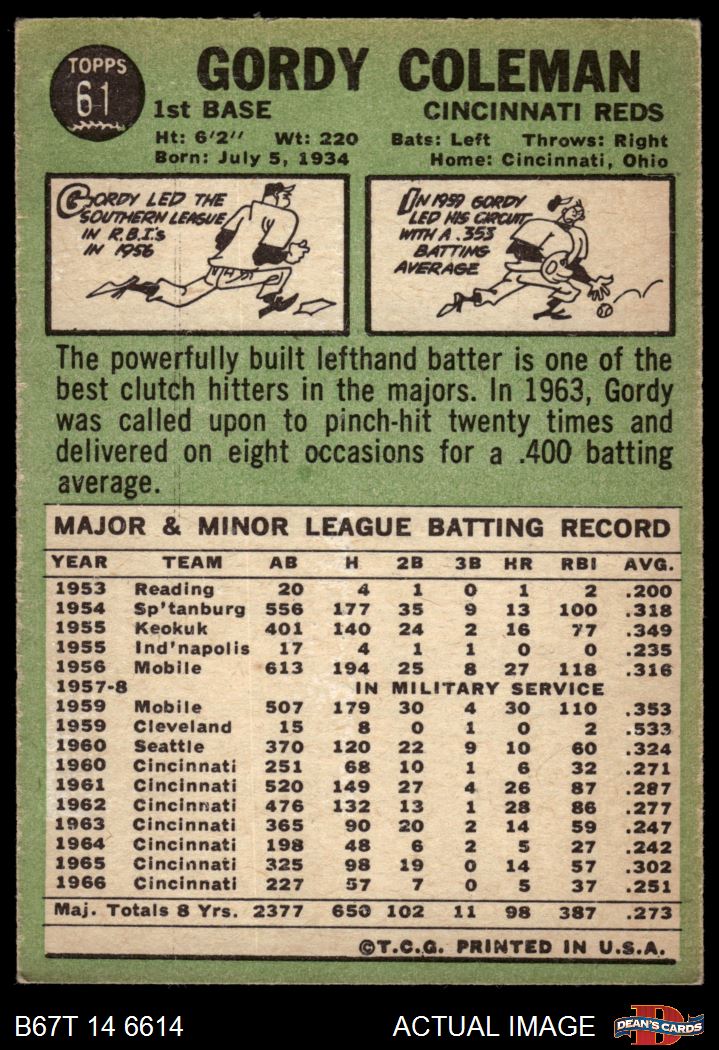 TOPPS
61
GORDY COLEMAN
1st BASE CINCINNATI REDS
Ht: 6'2" Wt: 220 Bats: Left Throws: Right
Born: July 5, 1934 Home: Cincinnati, Ohio
GORDY LED THE
SOUTHERN LEAGUE
IN R.B.I.'s
IN 1956
IN 1959 GORDY
LED HIS CIRCUIT
WITH A .353
BATTING
AVERAGE
The powerfully built lefthand batter is one of the
best clutch hitters in the majors. In 1963, Gordy
was called upon to pinch-hit twenty times and
delivered on eight occasions for a .400 batting
average.
MAJOR & MINOR LEAGUE BATTING RECORD
YEAR TEAM AB H 2B 3B HR RBI AVG.
1953 Reading 20 4 1 0 1 2 .200
1954 Sp'tanburg 556 177 35 9 13 100 .318
1955 Keokuk 401 140 24 2 16 77 .349
1955 Ind'napolis 17 4 1 1 0 0 .235
1956 Mobile 613 194 25 8 27 118 .316
1957-8 IN MILITARY SERVICE
1959 Mobile 507 179 30 4 30 110 .353
1959 Cleveland 15 8 0 1 0 2 .533
1960 Seattle 370 120 22 9 10 60 .324
1960 Cincinnati 251 68 10 1 6 32 .271
1961 Cincinnati 520 149 27 4 26 87 .287
1962 Cincinnati 476 132 13 1 28 86 .277
1963 Cincinnati 365 90 20 2 14 59 .247
1964 Cincinnati 198 48 6 2 5 27 .242
1965 Cincinnati 325 98 19 0 14 57 .302
1966 Cincinnati 227 57 7 0 5 37 .251
Maj. Totals 8 Yrs. 2377 650 102 11 98 387 .273
©T.C.G. PRINTED IN U.S.A.
B67T 14 6614 ACTUAL IMAGE DEAN'S CARDS